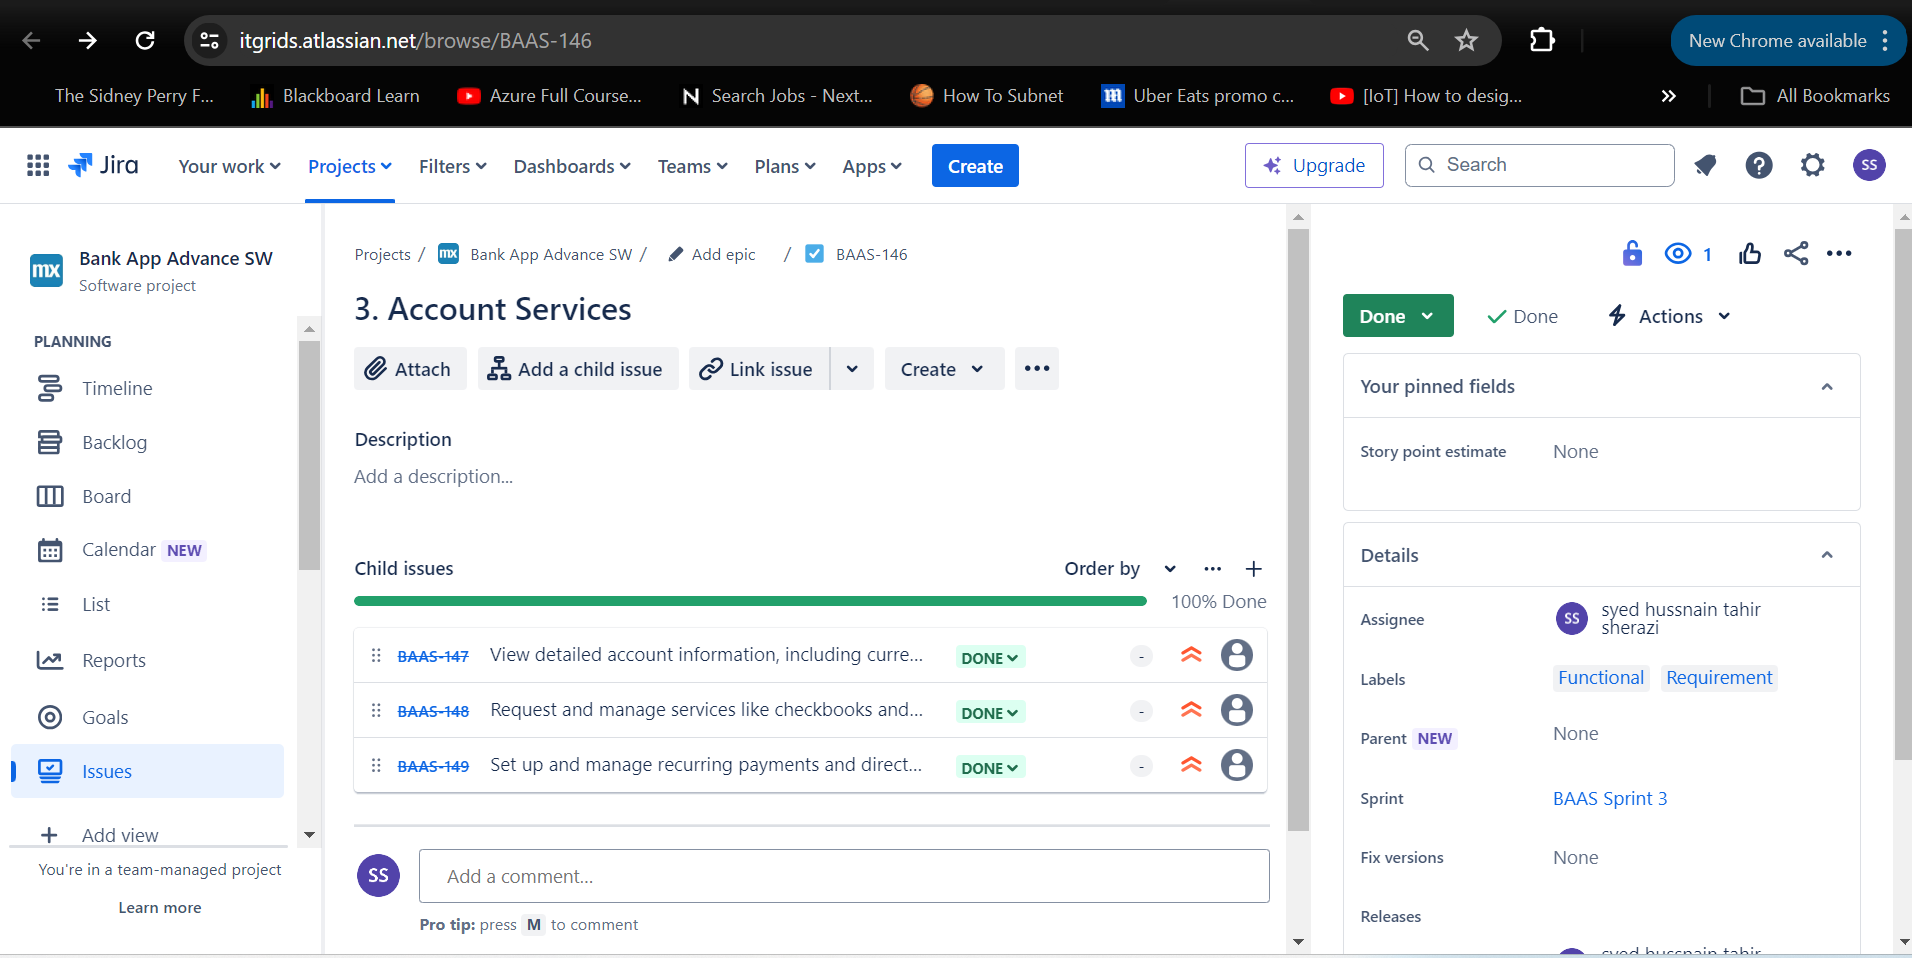 itgrids.atlassian.net/browse/BAAS-146
New Chrome available
The Sidney Perry F... Blackboard Learn Azure Full Course... Search Jobs - Next... How To Subnet Uber Eats promo c... [IoT] How to desig... All Bookmarks
Jira Your work Projects Filters Dashboards Teams Plans Apps Create Upgrade Search SS
Bank App Advance SW
Software project
PLANNING
Timeline
Backlog
Board
Calendar NEW
List
Reports
Goals
Issues
Add view
You're in a team-managed project
Learn more
Projects / Bank App Advance SW / Add epic / BAAS-146
3. Account Services
Attach Add a child issue Link issue Create
Description
Add a description...
Child issues Order by
100% Done
BAAS-147 View detailed account information, including curre... DONE -
BAAS-148 Request and manage services like checkbooks and... DONE -
BAAS-149 Set up and manage recurring payments and direct... DONE -
SS Add a comment...
Pro tip: press M to comment
1
Done Done Actions
Your pinned fields
Story point estimate None
Details
Assignee SS syed hussnain tahir
sherazi
Labels Functional Requirement
Parent NEW None
Sprint BAAS Sprint 3
Fix versions None
Releases
syed hussnain tahir